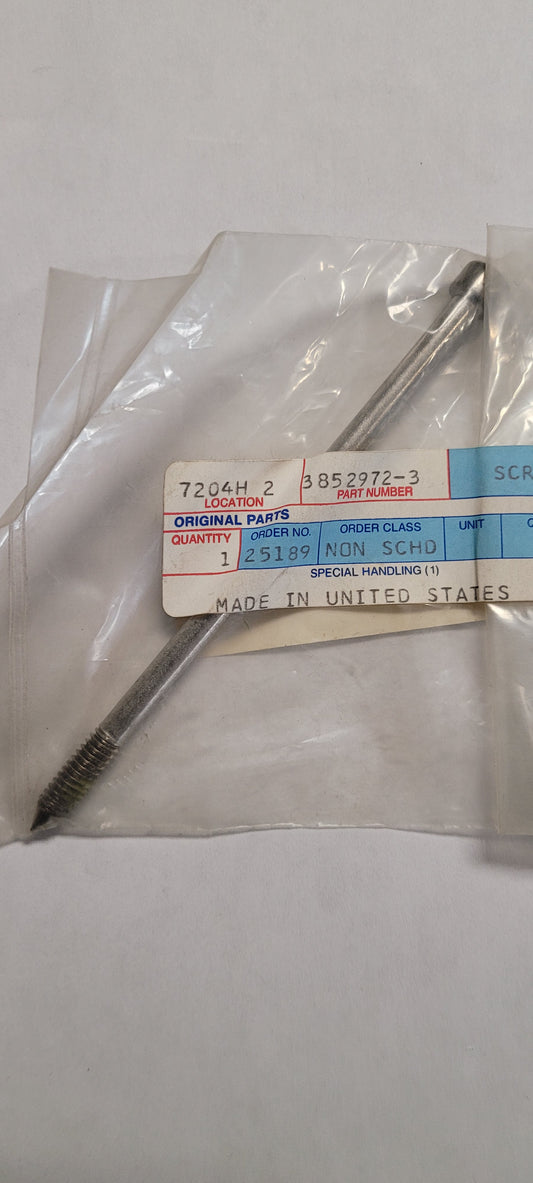 7204H 2 3852972-3 SCR
LOCATION PART NUMBER
ORIGINAL PARTS
QUANTITY ORDER NO. ORDER CLASS UNIT
1 25189 NON SCHD
SPECIAL HANDLING (1)
MADE IN UNITED STATES